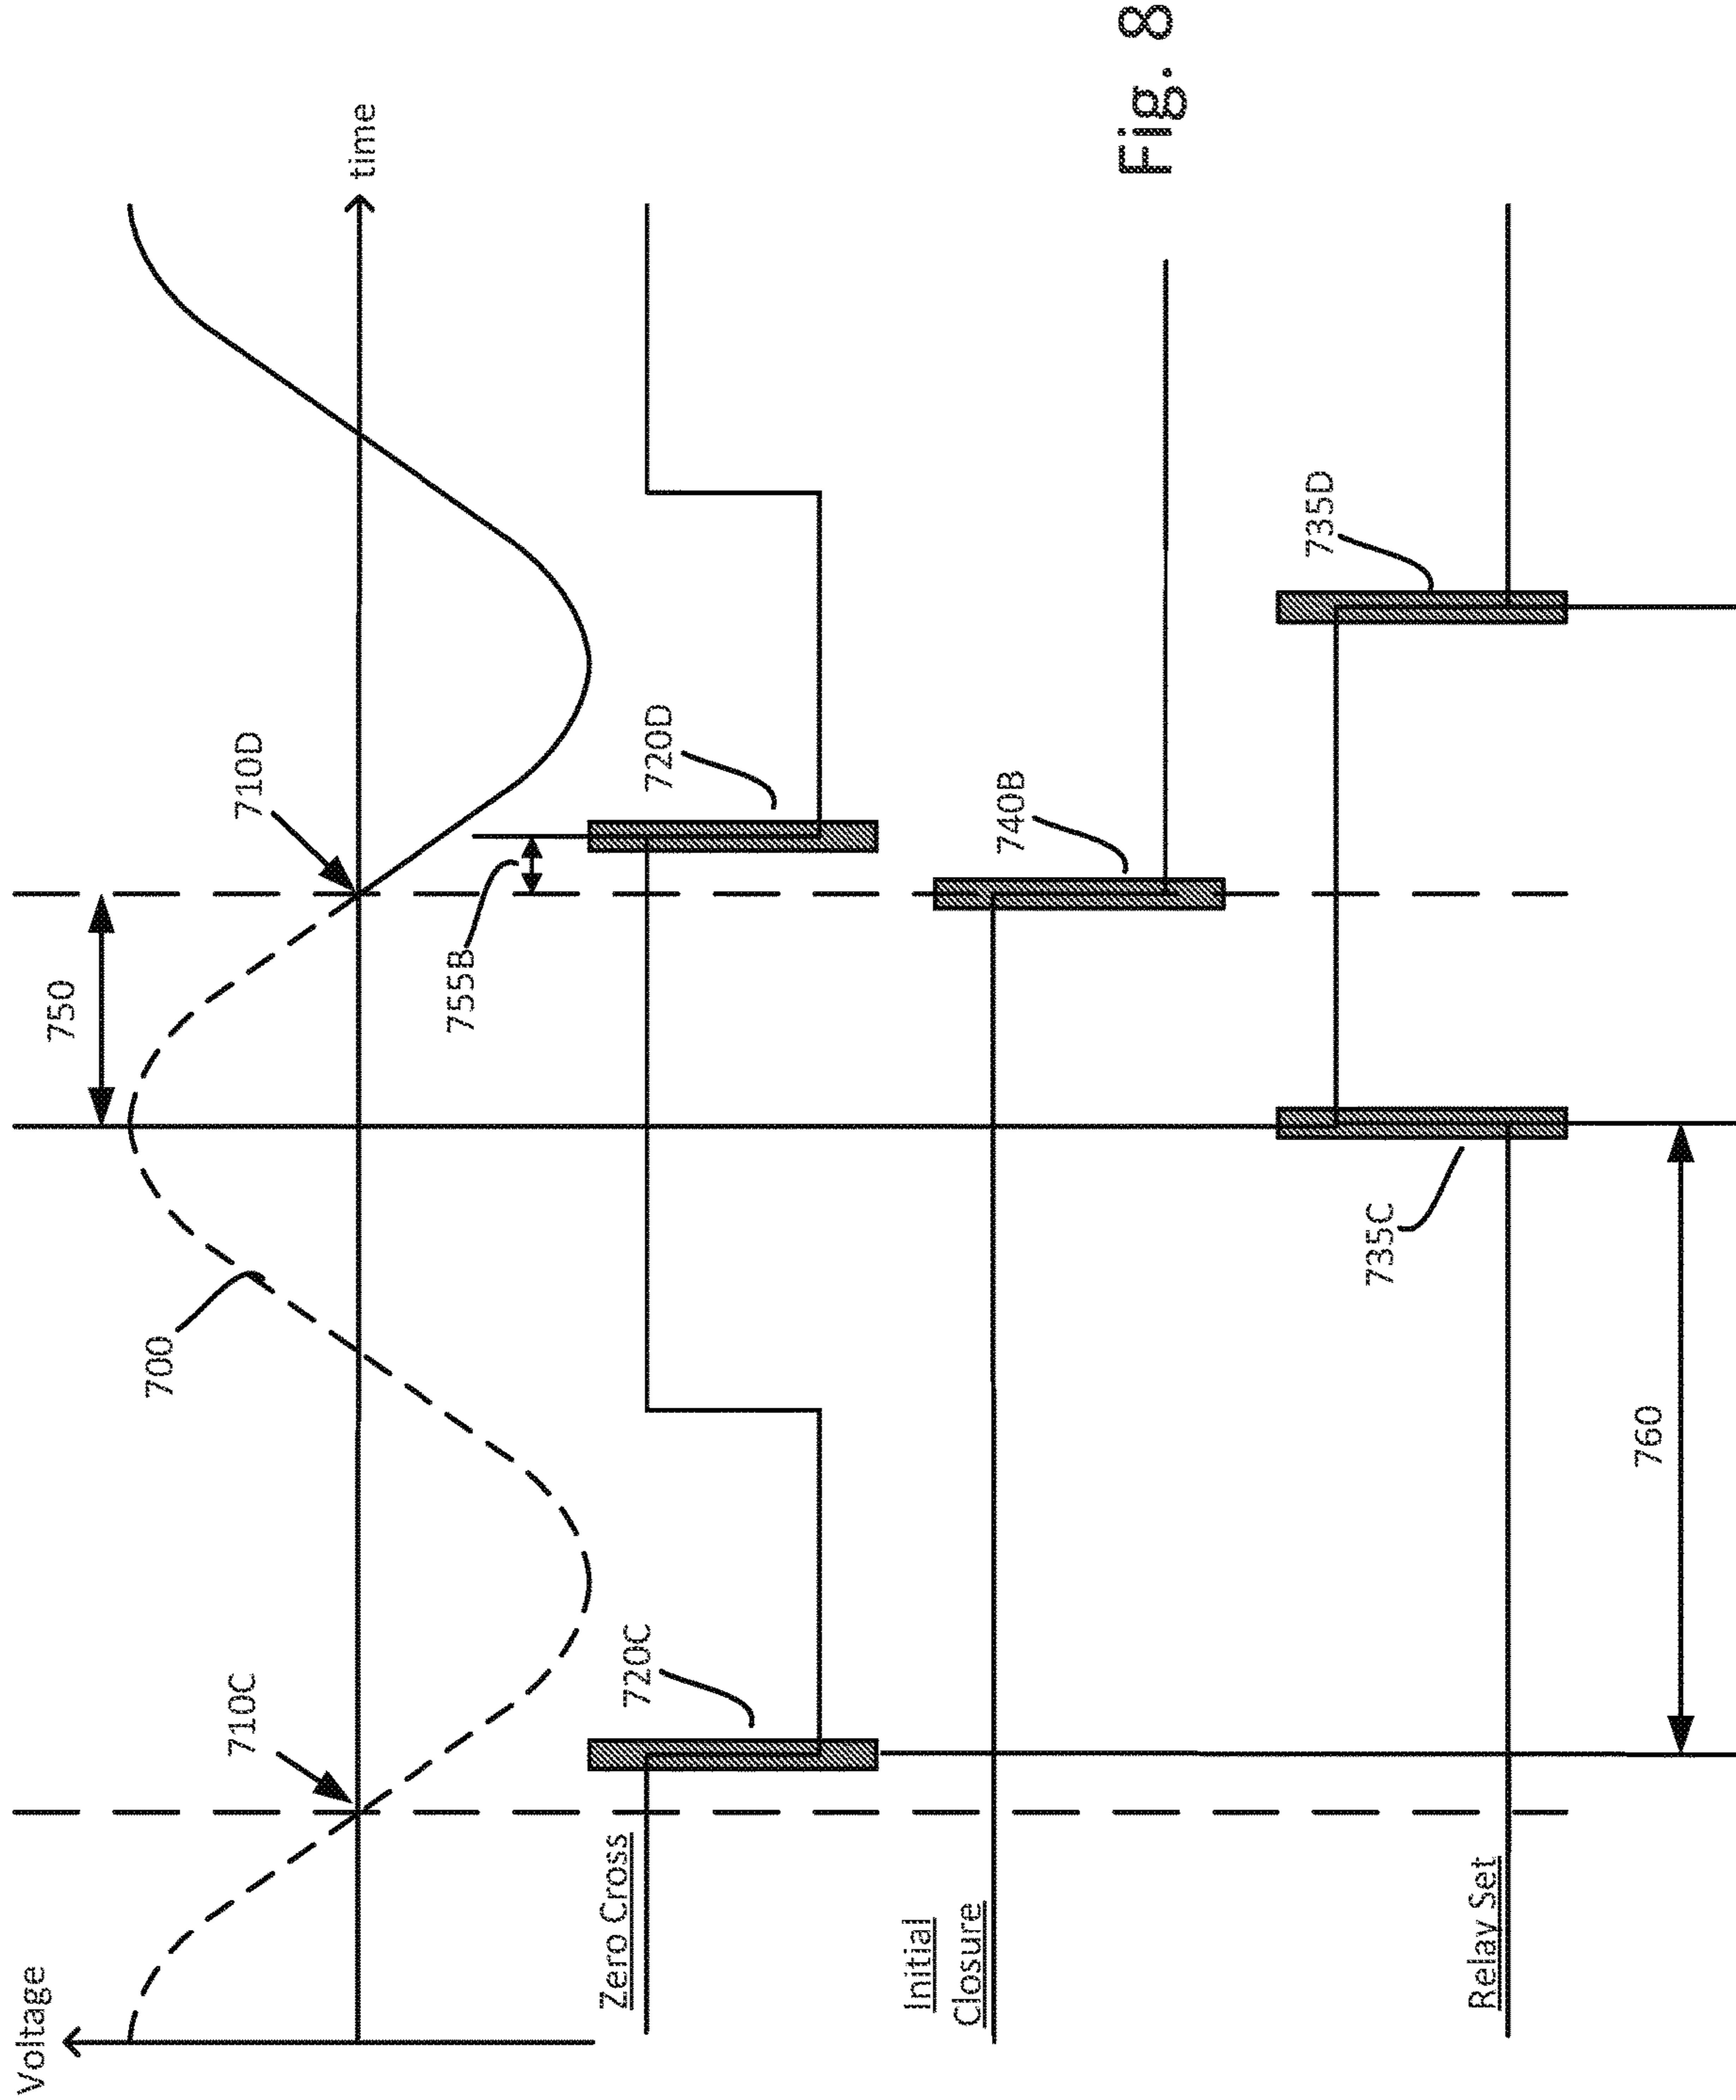 Voltage
700
750
710C
710D
time
755B
Zero Cross
720C
720D
Initial
Closure
740B
Fig. 8
Relay Set
735C
735D
760